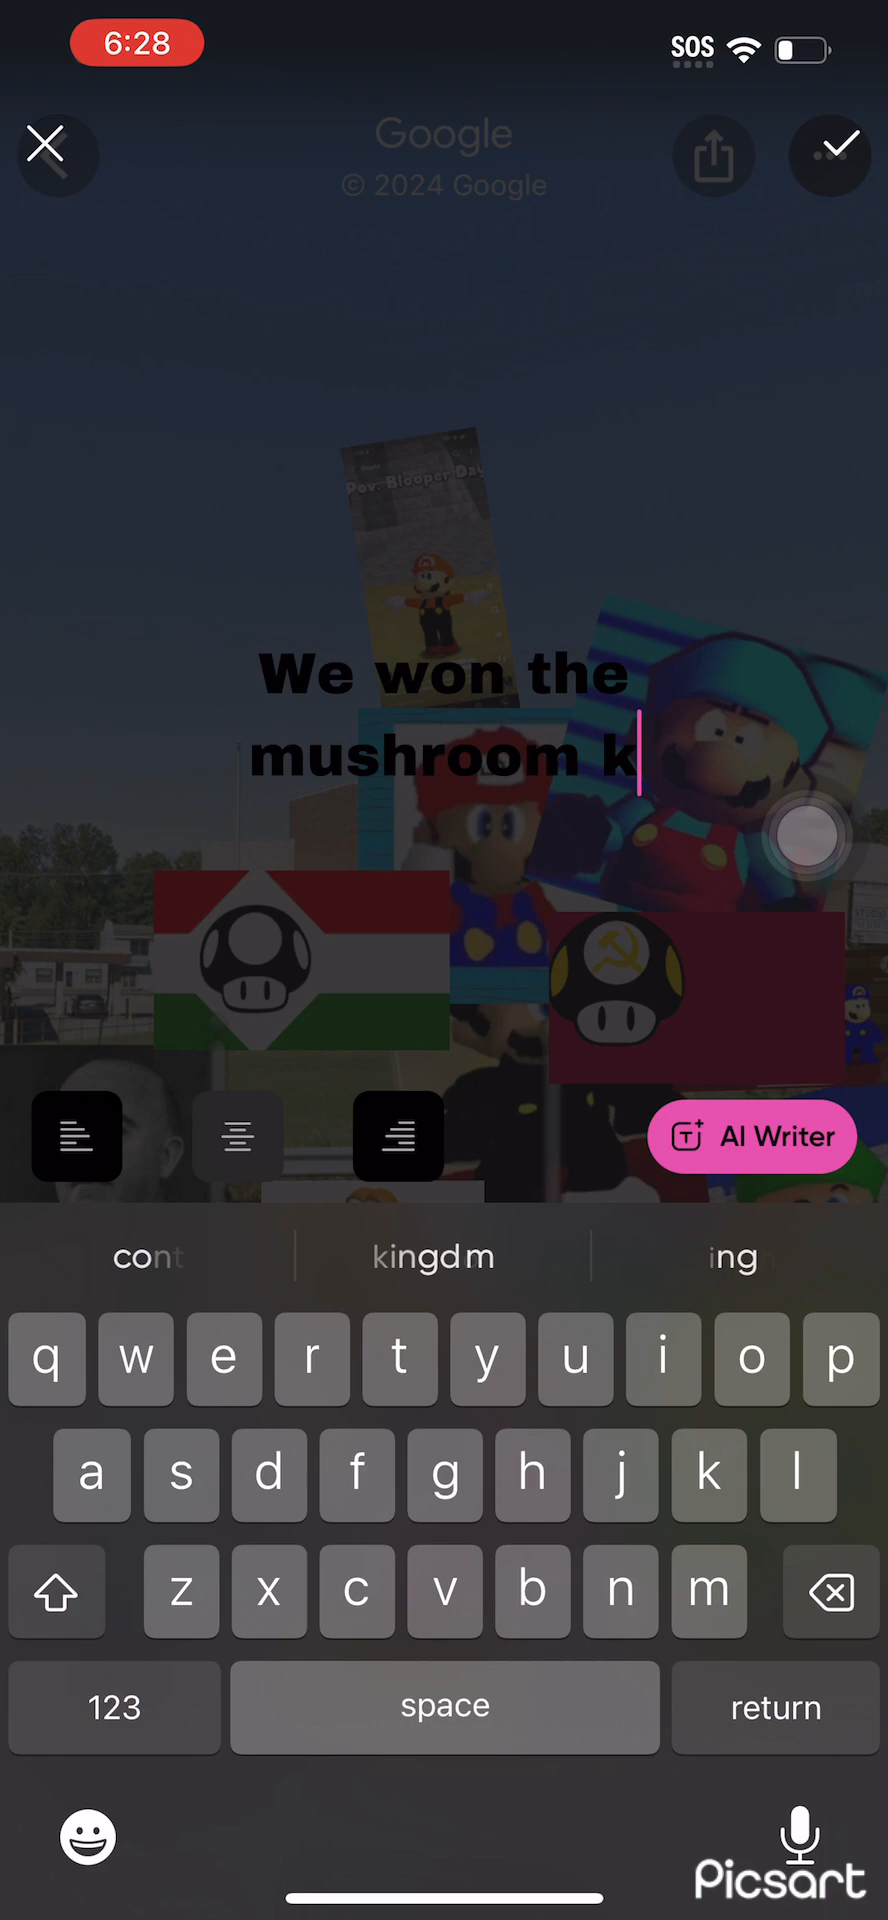 6:28
SOS
Google
© 2024 Google
Pov: Blooper Day
We won the
mushroom k
AI Writer
cont kingdm ing
q w e r t y u i o p
a s d f g h j k l
z x c v b n m
123 space return
Picsart